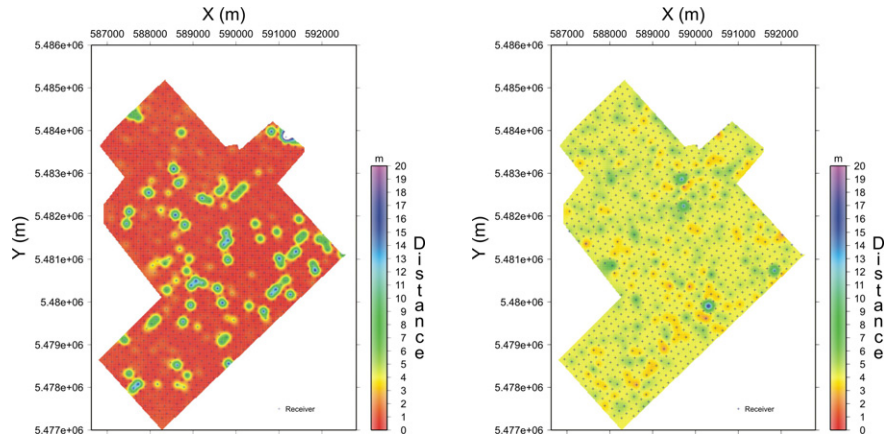 X (m)
587000 588000 589000 590000 591000 592000
5.486e+06
5.485e+06
5.484e+06
5.483e+06
5.482e+06
5.481e+06
5.48e+06
5.479e+06
5.478e+06
5.477e+06
Y (m)
Receiver
m
20
19
18
17
16
15
14
13
12
11
10
9
8
7
6
5
4
3
2
1
0
Distance
X (m)
587000 588000 589000 590000 591000 592000
5.486e+06
5.485e+06
5.484e+06
5.483e+06
5.482e+06
5.481e+06
5.48e+06
5.479e+06
5.478e+06
5.477e+06
Y (m)
Receiver
m
20
19
18
17
16
15
14
13
12
11
10
9
8
7
6
5
4
3
2
1
0
Distance